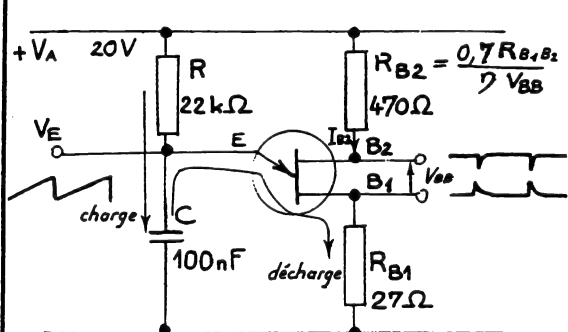 + VA 20V
R
22kΩ
RB2 = 0,7 RB1B2 / η VBB
470Ω
VE
E
IB2
B2
B1
VBB
charge
C
100nF
décharge
RB1
27Ω